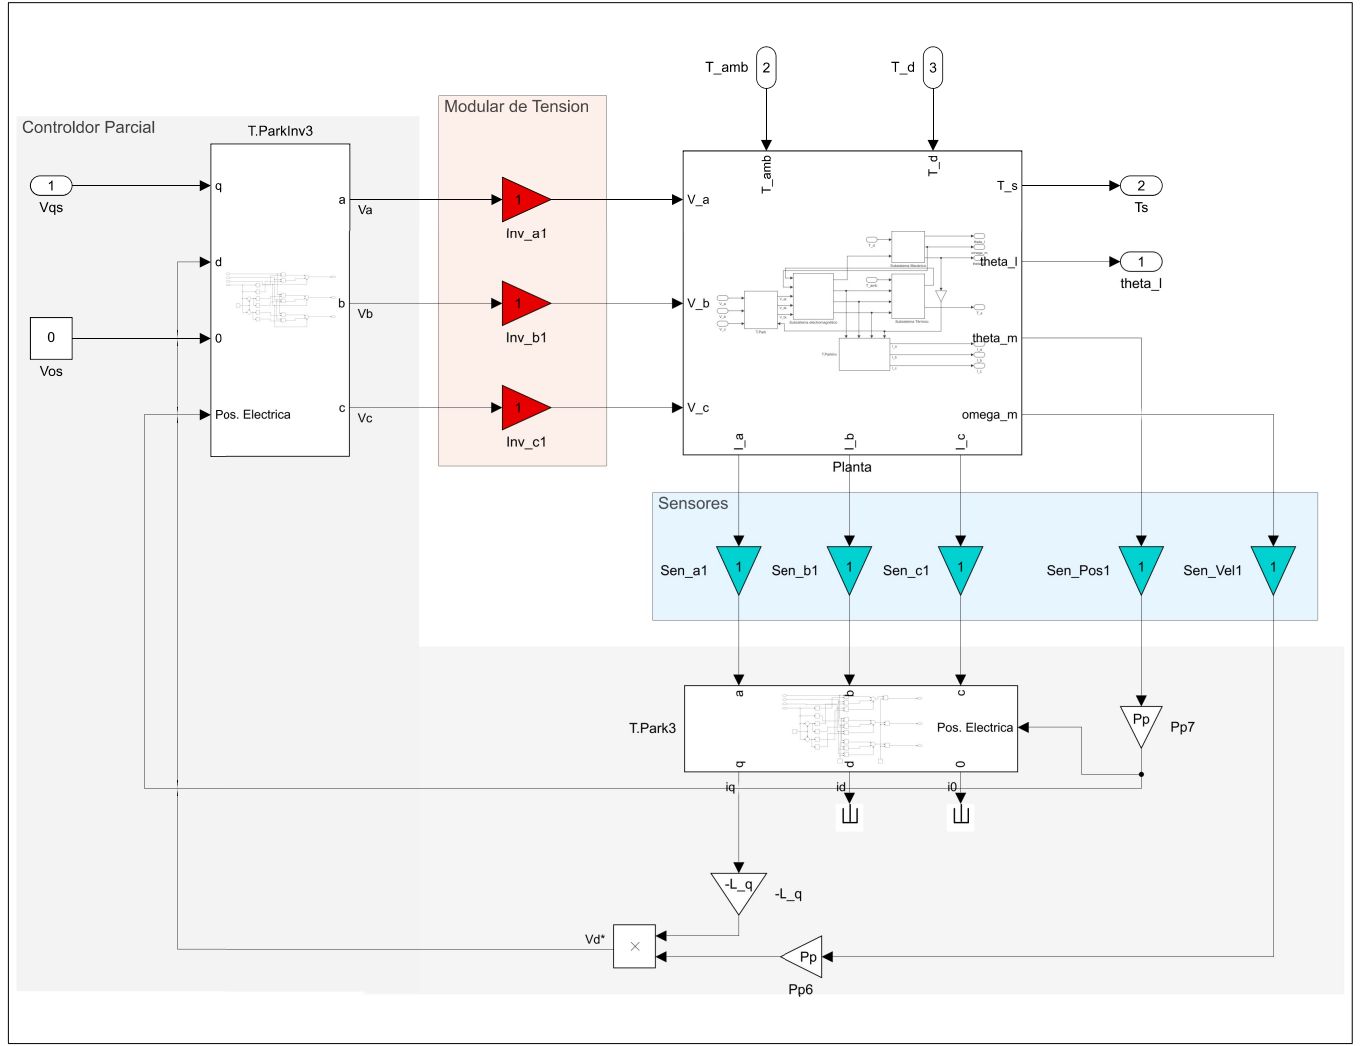 T_amb
2
T_d
3
Modular de Tension
Controldor Parcial
T.ParkInv3
1
Vqs
q
d
0
Pos. Electrica
a
b
c
0
Vos
Va
Vb
Vc
1
Inv_a1
1
Inv_b1
1
Inv_c1
T_amb
T_d
V_a
V_b
V_c
T_s
theta_l
theta_m
omega_m
I_a
I_b
I_c
Planta
2
Ts
1
theta_l
Sensores
Sen_a1
1
Sen_b1
1
Sen_c1
1
Sen_Pos1
1
Sen_Vel1
1
T.Park3
a
b
c
Pos. Electrica
q
d
0
Pp
Pp7
iq
id
i0
-L_q
-L_q
Vd*
×
Pp
Pp6